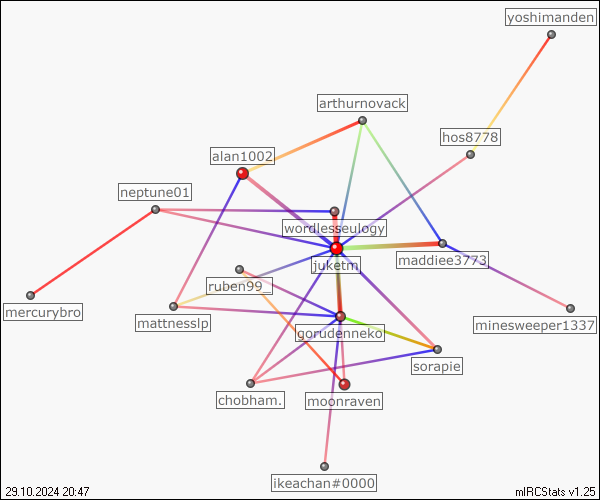 yoshimanden
arthurnovack
hos8778
alan1002
neptune01
wordlesseulogy
maddiee3773
juketm
ruben99_
mercurybro
mattnesslp
minesweeper1337
gorudenneko
sorapie
chobham.
moonraven
ikeachan#0000
29.10.2024 20:47
mIRCStats v1.25